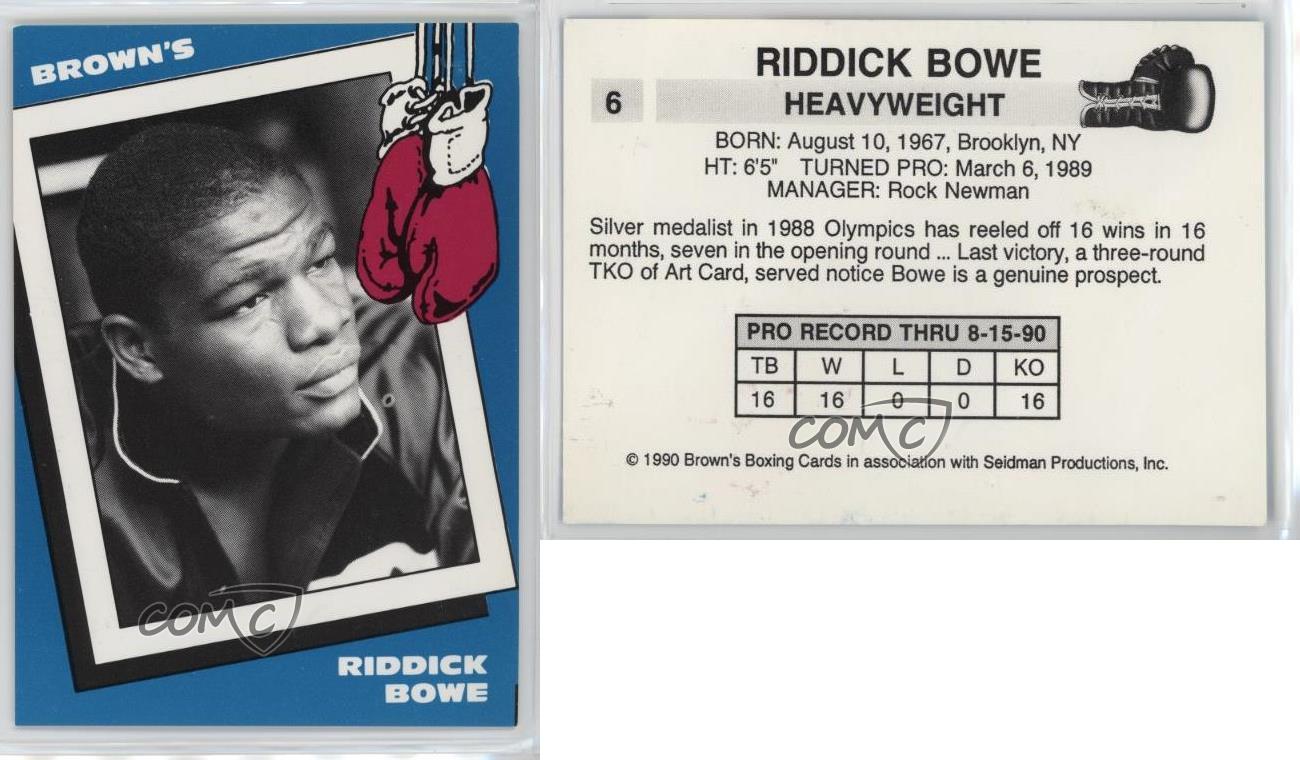 BROWN'S
RIDDICK
BOWE
COMC
RIDDICK BOWE
6 HEAVYWEIGHT
BORN: August 10, 1967, Brooklyn, NY
HT: 6'5" TURNED PRO: March 6, 1989
MANAGER: Rock Newman
Silver medalist in 1988 Olympics has reeled off 16 wins in 16
months, seven in the opening round ... Last victory, a three-round
TKO of Art Card, served notice Bowe is a genuine prospect.
PRO RECORD THRU 8-15-90
TB W L D KO
16 16 0 0 16
COMC
© 1990 Brown's Boxing Cards in association with Seidman Productions, Inc.